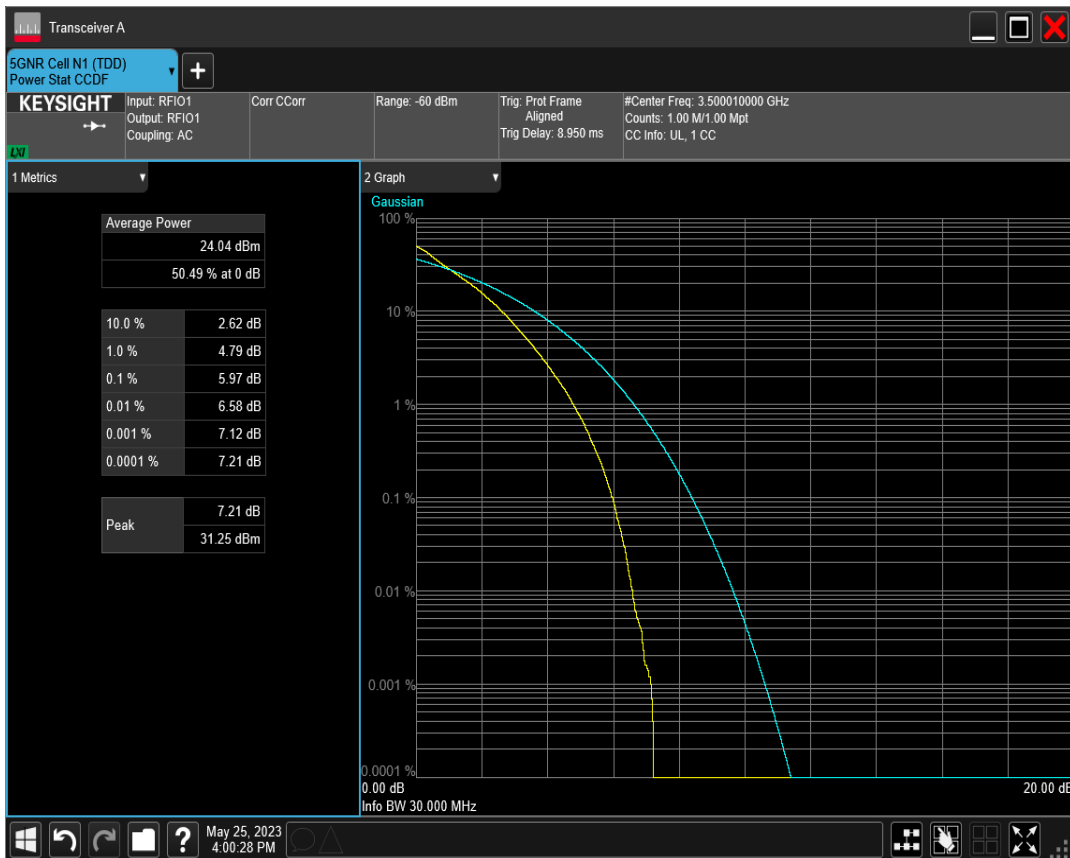 Transceiver A
5GNR Cell N1 (TDD)
Power Stat CCDF
KEYSIGHT
LXI
Input: RFIO1
Output: RFIO1
Coupling: AC
Corr CCorr
Range: -60 dBm
Trig: Prot Frame
Aligned
Trig Delay: 8.950 ms
#Center Freq: 3.500010000 GHz
Counts: 1.00 M/1.00 Mpt
CC Info: UL, 1 CC
1 Metrics
Average Power
24.04 dBm
50.49 % at 0 dB
10.0 % 2.62 dB
1.0 % 4.79 dB
0.1 % 5.97 dB
0.01 % 6.58 dB
0.001 % 7.12 dB
0.0001 % 7.21 dB
Peak 7.21 dB
31.25 dBm
2 Graph
Gaussian
100 %
10 %
1 %
0.1 %
0.01 %
0.001 %
0.0001 %
0.00 dB 20.00 dB
Info BW 30.000 MHz
?
May 25, 2023
4:00:28 PM